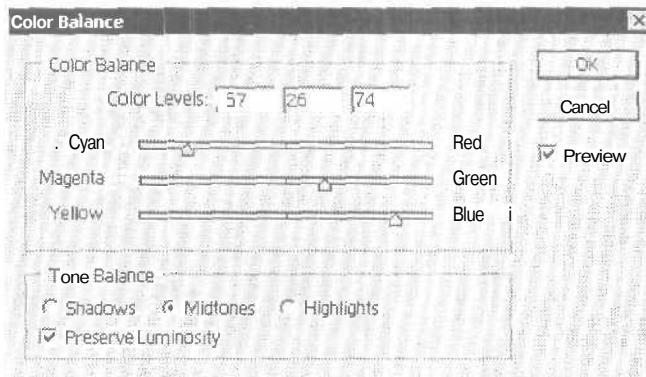 Color Balance
Color Balance
Color Levels: 57 26 74
OK
Cancel
. Cyan Red
Preview
Magenta Green
Yellow Blue i
Tone Balance
Shadows Midtones Highlights
Preserve Luminosity